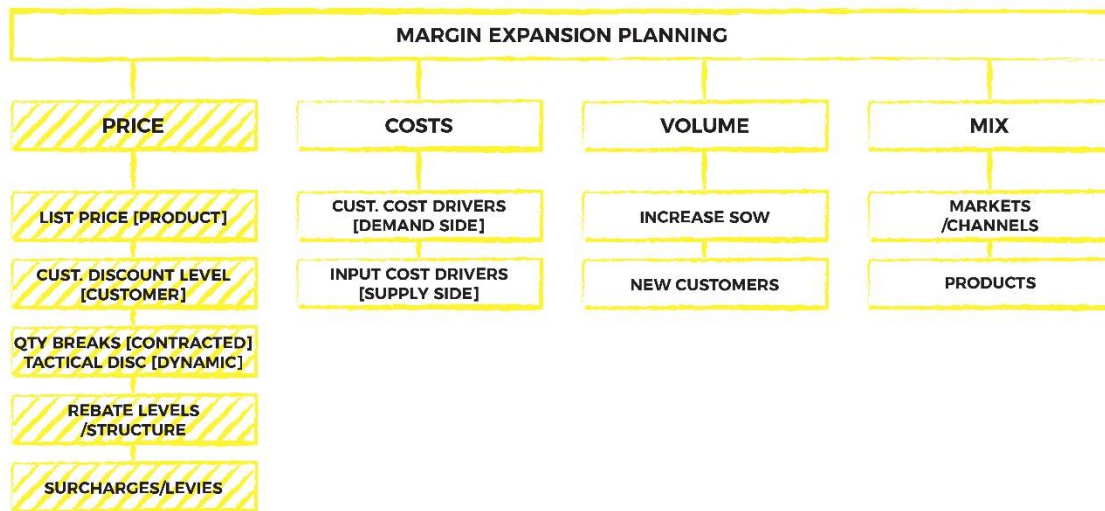 MARGIN EXPANSION PLANNING
PRICE
LIST PRICE [PRODUCT]
CUST. DISCOUNT LEVEL
[CUSTOMER]
QTY BREAKS [CONTRACTED]
TACTICAL DISC [DYNAMIC]
REBATE LEVELS
/STRUCTURE
SURCHARGES/LEVIES
COSTS
CUST. COST DRIVERS
[DEMAND SIDE]
INPUT COST DRIVERS
[SUPPLY SIDE]
VOLUME
INCREASE SOW
NEW CUSTOMERS
MIX
MARKETS
/CHANNELS
PRODUCTS